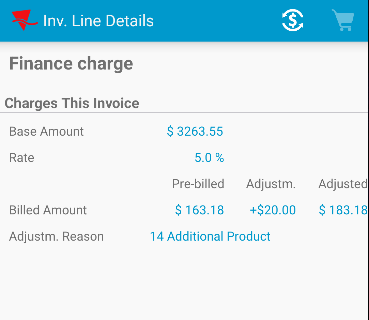 Inv. Line Details
Finance charge
Charges This Invoice
Base Amount $ 3263.55
Rate 5.0 %
Pre-billed Adjustm. Adjusted
Billed Amount $ 163.18 +$20.00 $ 183.18
Adjustm. Reason 14 Additional Product